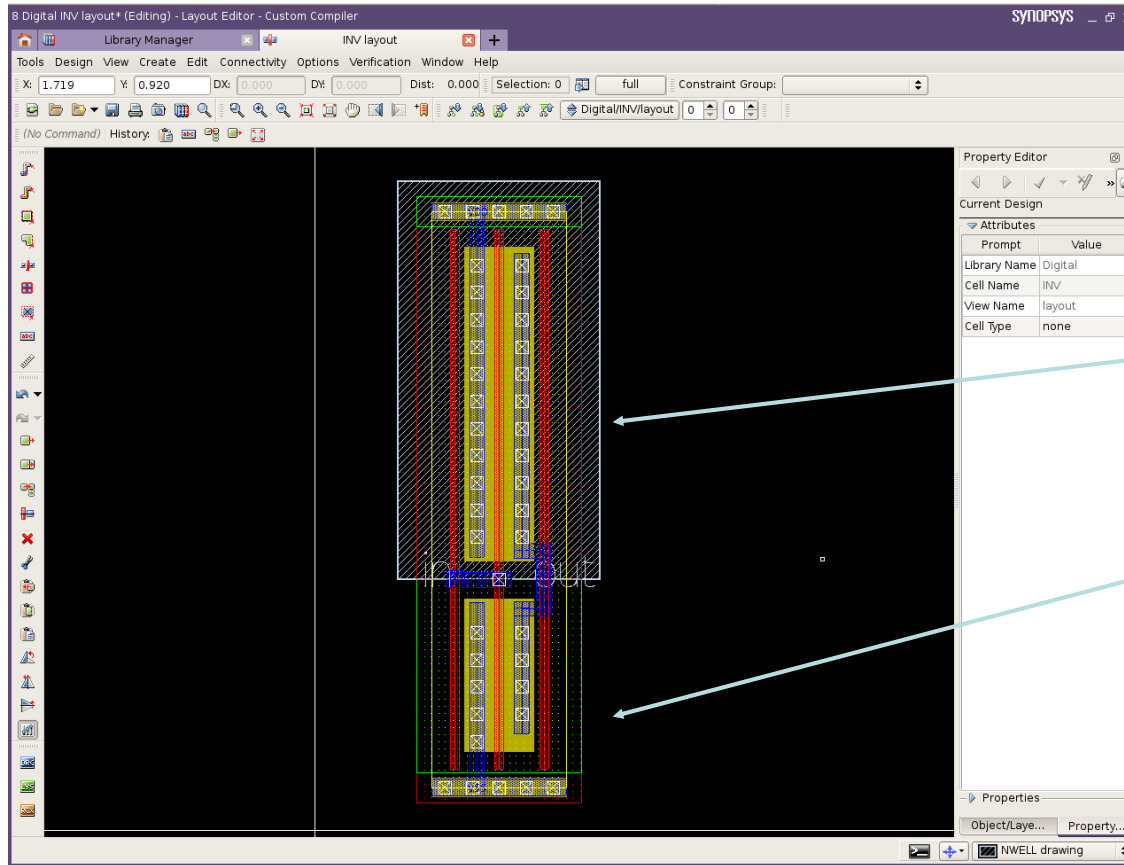 8 Digital INV layout* (Editing) - Layout Editor - Custom Compiler
SYNOPSYS
Library Manager INV layout
Tools Design View Create Edit Connectivity Options Verification Window Help
X: 1.719 Y: 0.920 DX: 0.000 DY: 0.000 Dist: 0.000 Selection: 0 full Constraint Group:
Digital/INV/layout 0 0
(No Command) History:
abc
Property Editor
»
Current Design
Attributes
Prompt Value
Library Name Digital
Cell Name INV
View Name layout
Cell Type none
abc
in out
DRC
LVS
Properties
Object/Laye... Property...
NWELL drawing